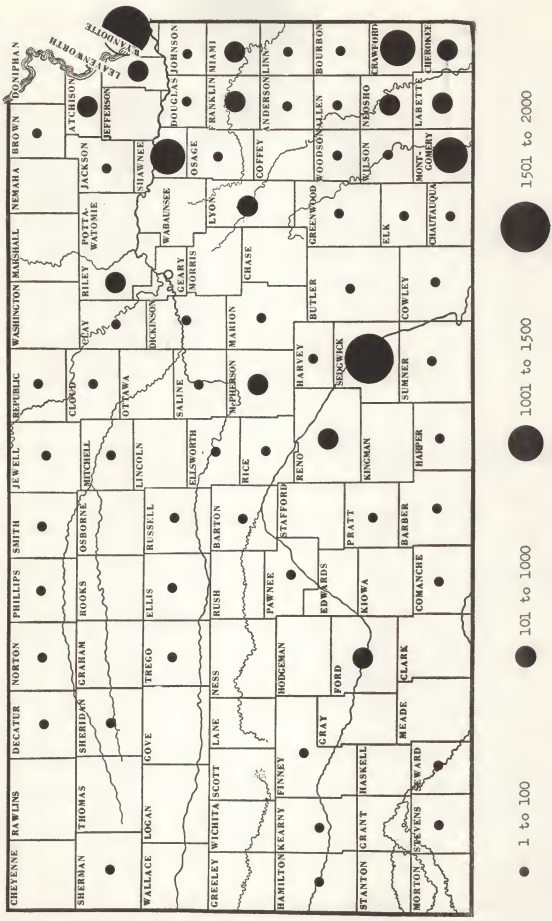 CHEYENNE RAWLINS DECATUR NORTON PHILLIPS SMITH JEWELL REPUBLIC WASHINGTON MARSHALL NEMAHA BROWN DONIPHAN
SHERMAN THOMAS SHERIDAN GRAHAM ROOKS OSBORNE MITCHELL CLOUD CLAY RILEY POTTA-
WATOMIE JACKSON ATCHISON
JEFFERSON LEAVENWORTH
WYANDOTTE
LINCOLN OTTAWA
WALLACE LOGAN GOVE TREGO ELLIS RUSSELL ELLSWORTH SALINE DICKINSON GEARY
MORRIS WABAUNSEE SHAWNEE DOUGLAS JOHNSON
GREELEY WICHITA SCOTT LANE NESS RUSH BARTON RICE McPHERSON MARION CHASE LYON OSAGE FRANKLIN MIAMI
COFFEY ANDERSON LINN
HAMILTON KEARNY FINNEY HODGEMAN PAWNEE STAFFORD RENO HARVEY BUTLER GREENWOOD WOODSON ALLEN BOURBON
GRAY FORD EDWARDS SEDGWICK
STANTON GRANT HASKELL KIOWA PRATT KINGMAN ELK WILSON NEOSHO CRAWFORD
MORTON STEVENS SEWARD MEADE CLARK COMANCHE BARBER HARPER SUMNER COWLEY CHAUTAUQUA MONT-
GOMERY LABETTE CHEROKEE
1 to 100
101 to 1000
1001 to 1500
1501 to 2000